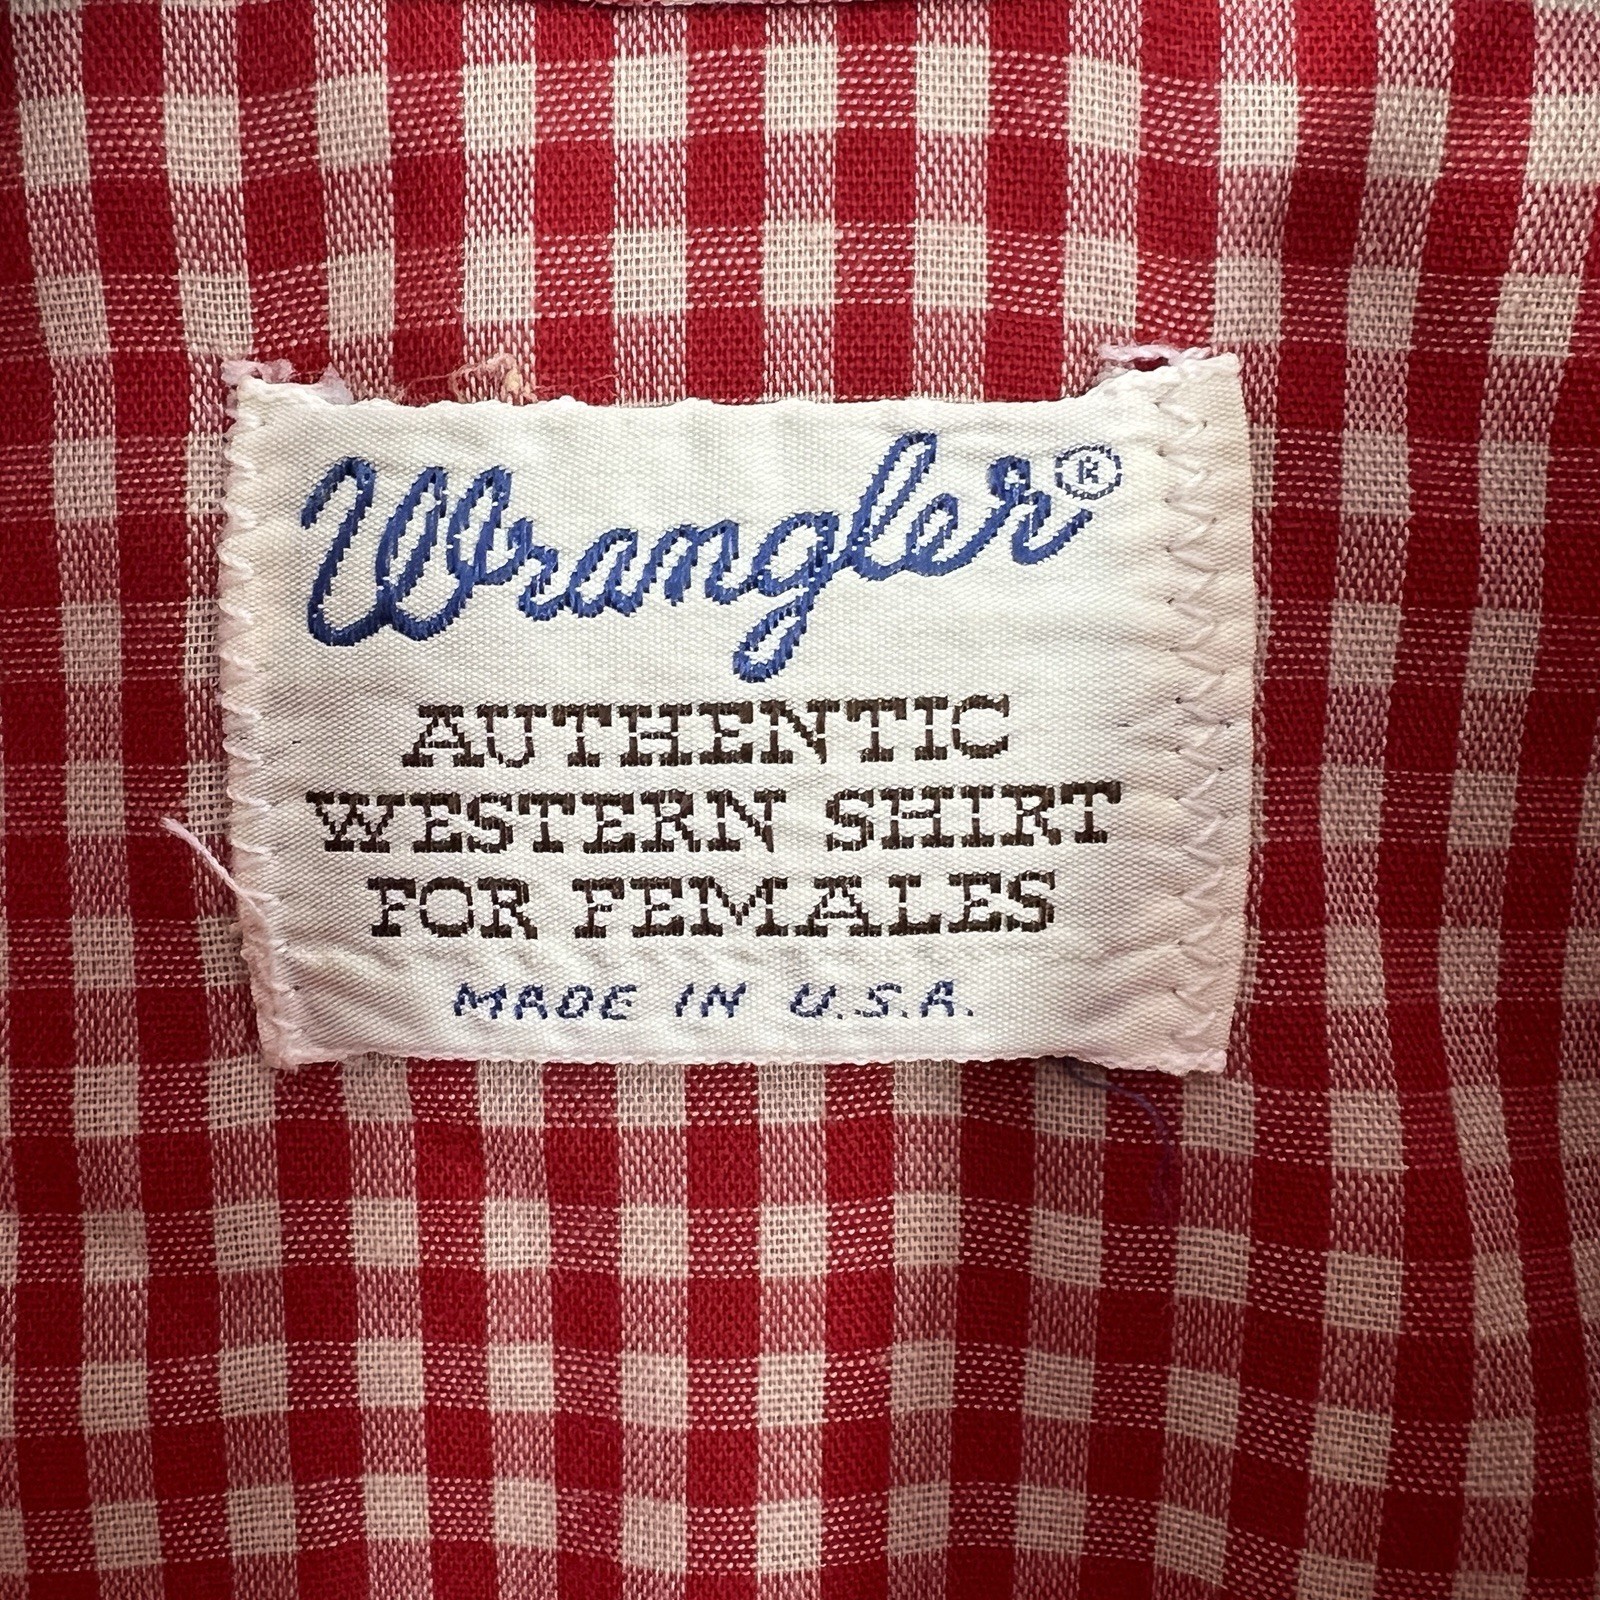 Wrangler®
AUTHENTIC
WESTERN SHIRT
FOR FEMALES
MADE IN U.S.A.